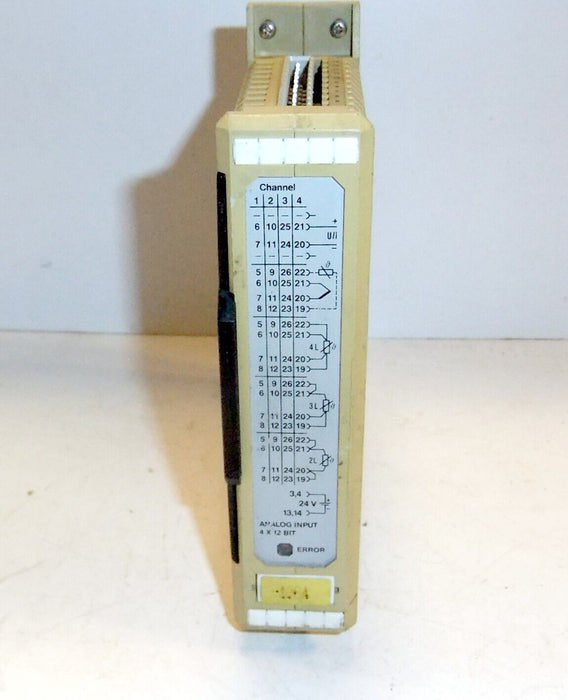 Channel
1 2 3 4
+
6 10 25 21
U/I
7 11 24 20
−
5 9 26 22 ϑ
6 10 25 21
7 11 24 20
8 12 23 19
5 9 26 22
6 10 25 21
4L ϑ
7 11 24 20
8 12 23 19
5 9 26 22
6 10 25 21
3L ϑ
7 11 24 20
8 12 23 19
5 9 26 22
6 10 25 21
2L ϑ
7 11 24 20
8 12 23 19
3,4
24 V
13,14
ANALOG INPUT
4 X 12 BIT
ERROR